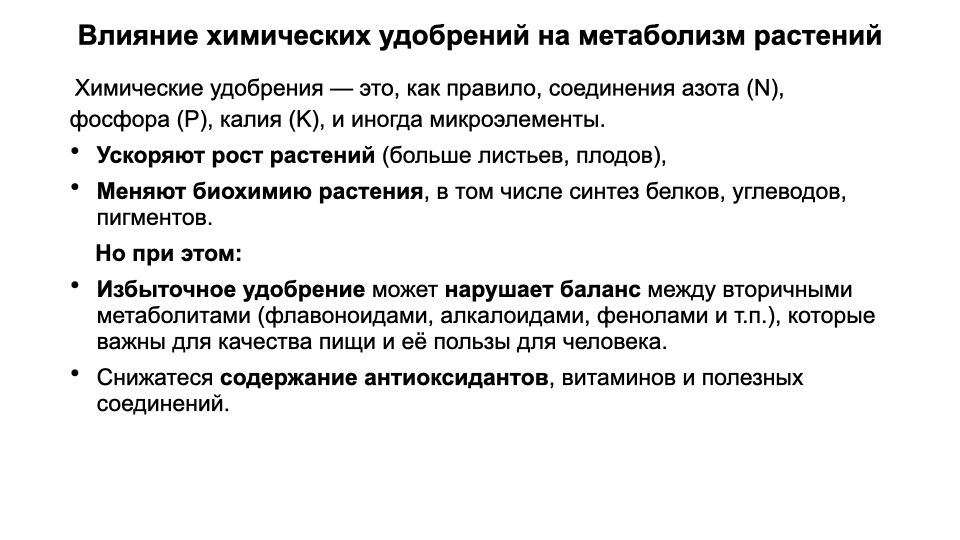 Влияние химических удобрений на метаболизм растений
Химические удобрения — это, как правило, соединения азота (N),
фосфора (P), калия (K), и иногда микроэлементы.
• Ускоряют рост растений (больше листьев, плодов),
• Меняют биохимию растения, в том числе синтез белков, углеводов,
пигментов.
Но при этом:
• Избыточное удобрение может нарушает баланс между вторичными
метаболитами (флавоноидами, алкалоидами, фенолами и т.п.), которые
важны для качества пищи и её пользы для человека.
• Снижатеся содержание антиоксидантов, витаминов и полезных
соединений.